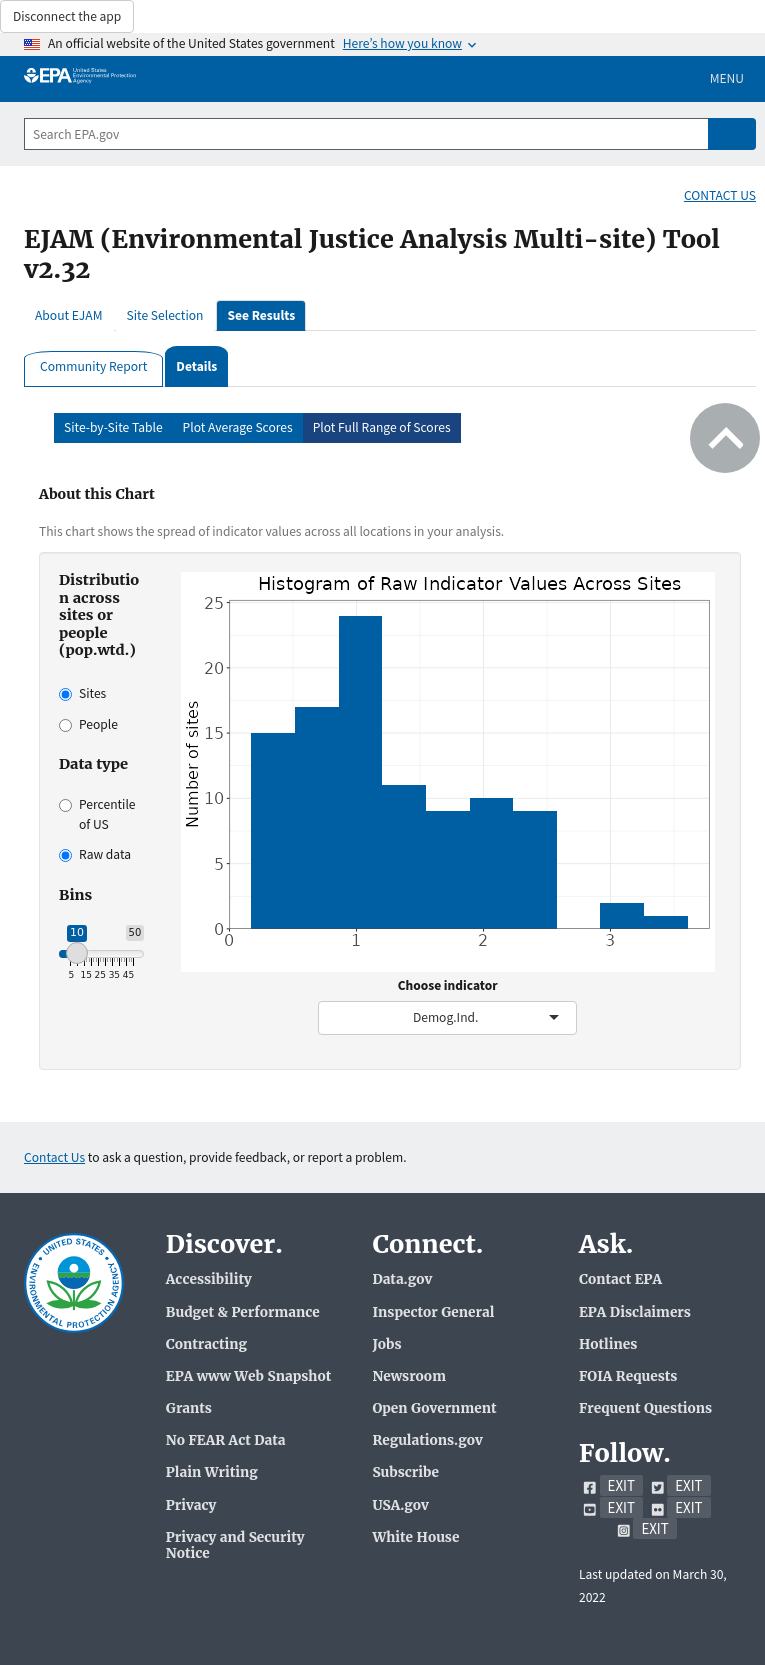 Disconnect the app
An official website of the United States government Here's how you know
EPA United States Environmental Protection Agency
MENU
Search EPA.gov
CONTACT US
EJAM (Environmental Justice Analysis Multi-site) Tool
v2.32
About EJAM Site Selection See Results
Community Report Details
Site-by-Site Table Plot Average Scores Plot Full Range of Scores
About this Chart
This chart shows the spread of indicator values across all locations in your analysis.
Distributio
n across
sites or
people
(pop.wtd.)
Sites
People
Data type
Percentile
of US
Raw data
Bins
10 50
5 15 25 35 45
Histogram of Raw Indicator Values Across Sites
25
20
15
10
5
0
Number of sites
0 1 2 3
Choose indicator
Demog.Ind.
Contact Us to ask a question, provide feedback, or report a problem.
UNITED STATES
ENVIRONMENTAL PROTECTION AGENCY
Discover.
Accessibility
Budget & Performance
Contracting
EPA www Web Snapshot
Grants
No FEAR Act Data
Plain Writing
Privacy
Privacy and Security
Notice
Connect.
Data.gov
Inspector General
Jobs
Newsroom
Open Government
Regulations.gov
Subscribe
USA.gov
White House
Ask.
Contact EPA
EPA Disclaimers
Hotlines
FOIA Requests
Frequent Questions
Follow.
EXIT EXIT
EXIT EXIT
EXIT
Last updated on March 30,
2022